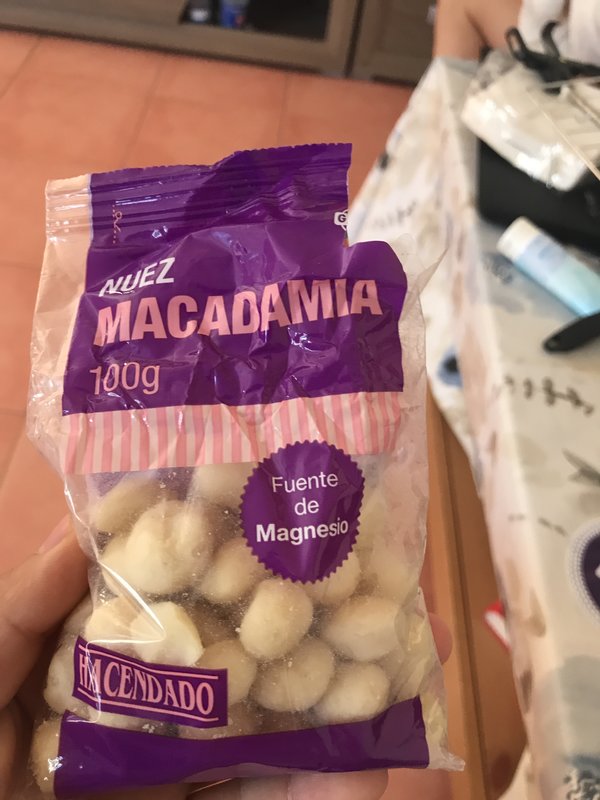 NUEZ
MACADAMIA
100g
Fuente
de
Magnesio
HACENDADO